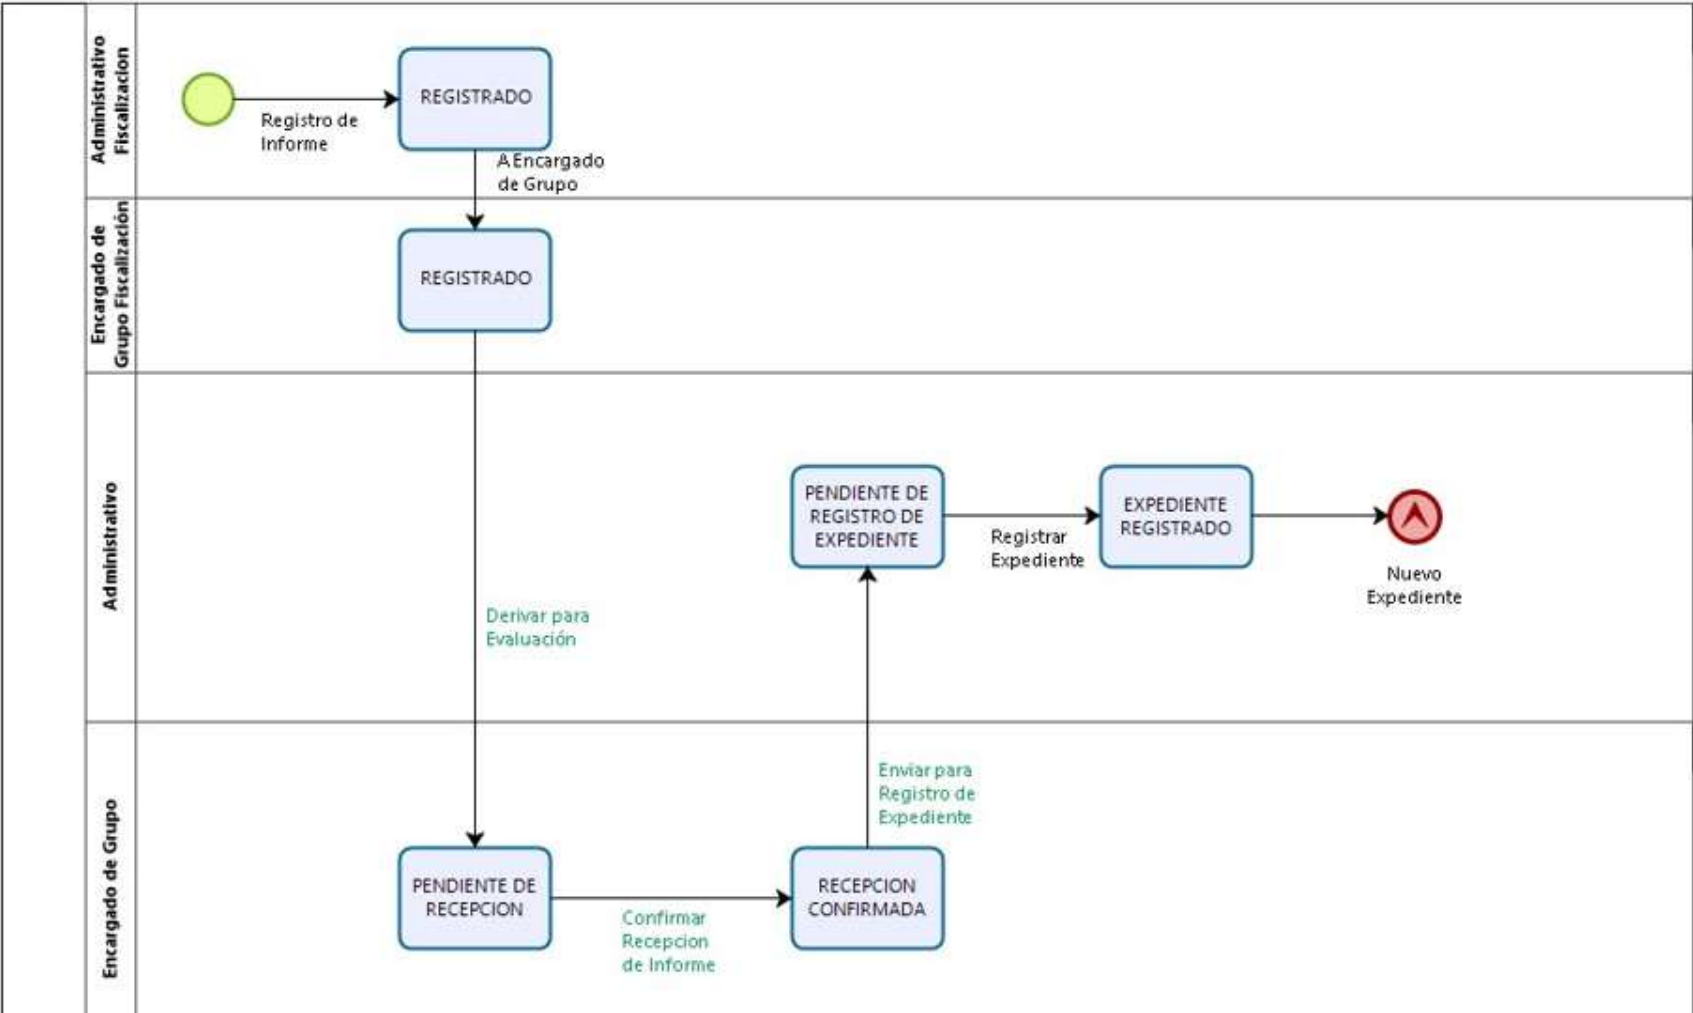 Administrativo
Fiscalizacion
REGISTRADO
Registro de
Informe
A Encargado
de Grupo
Encargado de
Grupo Fiscalización
REGISTRADO
Administrativo
PENDIENTE DE
REGISTRO DE
EXPEDIENTE
Registrar
Expediente
EXPEDIENTE
REGISTRADO
Nuevo
Expediente
Derivar para
Evaluación
Encargado de Grupo
Enviar para
Registro de
Expediente
PENDIENTE DE
RECEPCION
Confirmar
Recepcion
de Informe
RECEPCION
CONFIRMADA